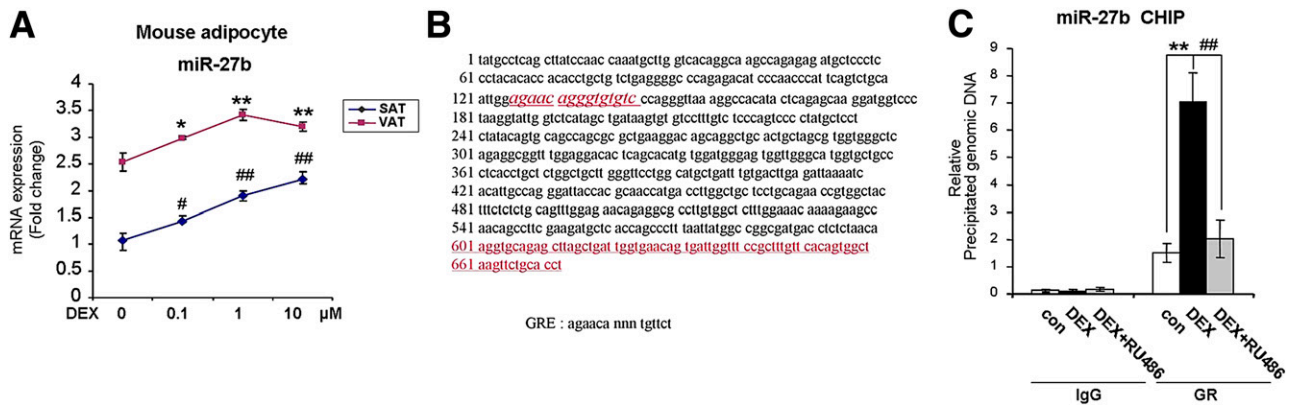 A
Mouse adipocyte
miR-27b
mRNA expression
(Fold change)
4
3.5
3
2.5
2
1.5
1
0.5
0
*
**
**
#
##
##
SAT
VAT
DEX 0 0.1 1 10 µM
B
1 tatgcctcag cttatccaac caaatgcttg gtcacaggca agccagagag atgctccctc
61 cctacacacc acacctgctg tctgaggggc ccagagacat cccaacccat tcagtctgca
121 attggagaac agggtgtgtc ccagggttaa aggccacata ctcagagcaa ggatggtccc
181 taaggtattg gtctcatagc tgataagtgt gtcctttgtc tcccagtccc ctatgctcct
241 ctatacagtg cagccagcgc gctgaaggac agcaggctgc actgctagcg tggtgggctc
301 agaggcggtt tggaggacac tcagcacatg tggatgggag tggttgggca tggtgctgcc
361 ctcacctgct ctggctgctt gggttcctgg catgctgatt tgtgacttga gattaaaatc
421 acattgccag ggattaccac gcaaccatga ccttggctgc tcctgcagaa ccgtggctac
481 tttctctctg cagtttggag aacagaggcg ccttgtggct ctttggaaac aaaagaagcc
541 aacagccttc gaagatgctc accagccctt taattatggc cggcgatgac ctctctaaca
601 aggtgcagag cttagctgat tggtgaacag tgattggttt ccgctttgtt cacagtggct
661 aagttctgca ccct
GRE : agaaca nnn tgttct
C
miR-27b CHIP
Relative
Precipitated genomic DNA
9
8
7
6
5
4
3
2
1
0
** ##
con DEX DEX+RU486 con DEX DEX+RU486
IgG GR